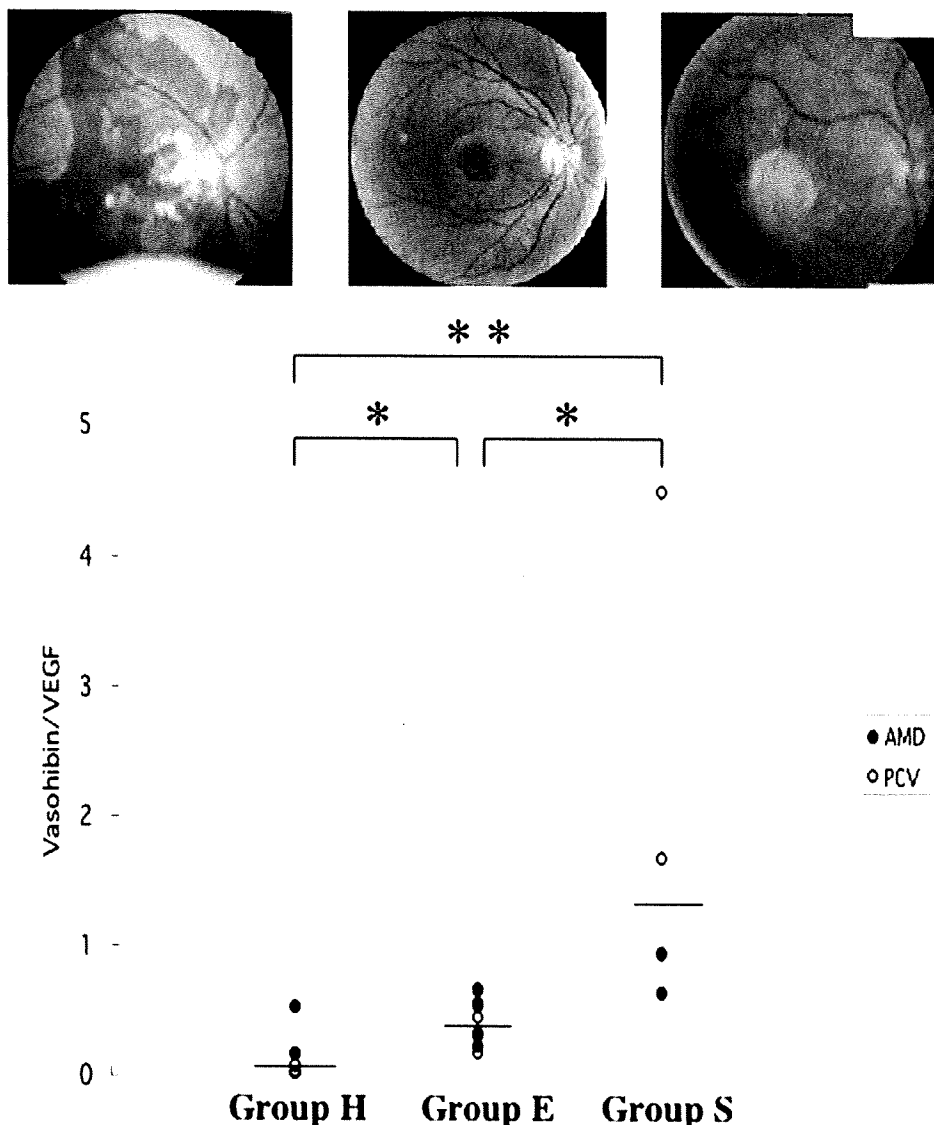 * *
* *
5
4
3
2
1
0
Vasohibin/VEGF
● AMD
○ PCV
Group H Group E Group S